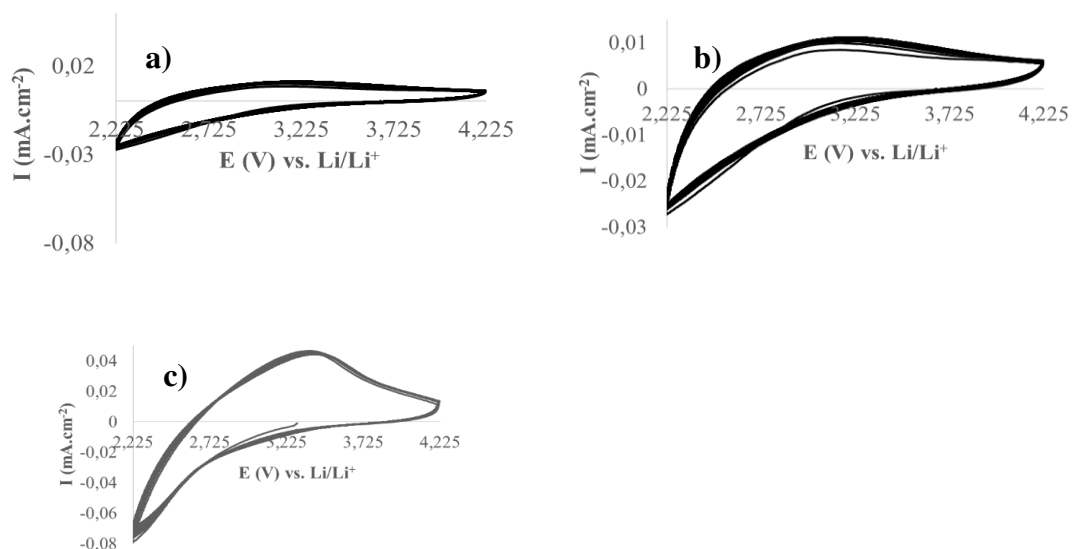 a)
I (mA.cm-2)
0,02
-0,03
-0,08
2,225 2,725 3,225 3,725 4,225
E (V) vs. Li/Li+
b)
I (mA.cm-2)
0,01
0
-0,01
-0,02
-0,03
2,225 2,725 3,225 3,725 4,225
E (V) vs. Li/Li+
c)
I (mA.cm-2)
0,04
0,02
0
-0,02
-0,04
-0,06
-0,08
2,225 2,725 3,225 3,725 4,225
E (V) vs. Li/Li+